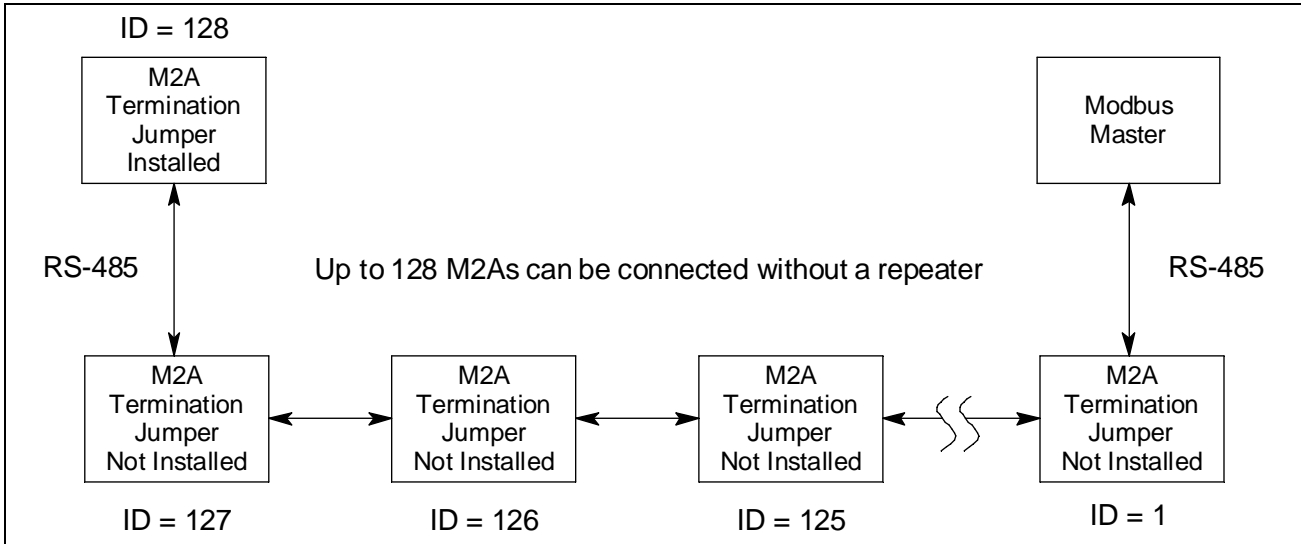 ID = 128
M2A
Termination
Jumper
Installed
Modbus
Master
RS-485
Up to 128 M2As can be connected without a repeater
RS-485
M2A
Termination
Jumper
Not Installed
M2A
Termination
Jumper
Not Installed
M2A
Termination
Jumper
Not Installed
M2A
Termination
Jumper
Not Installed
ID = 127
ID = 126
ID = 125
ID = 1